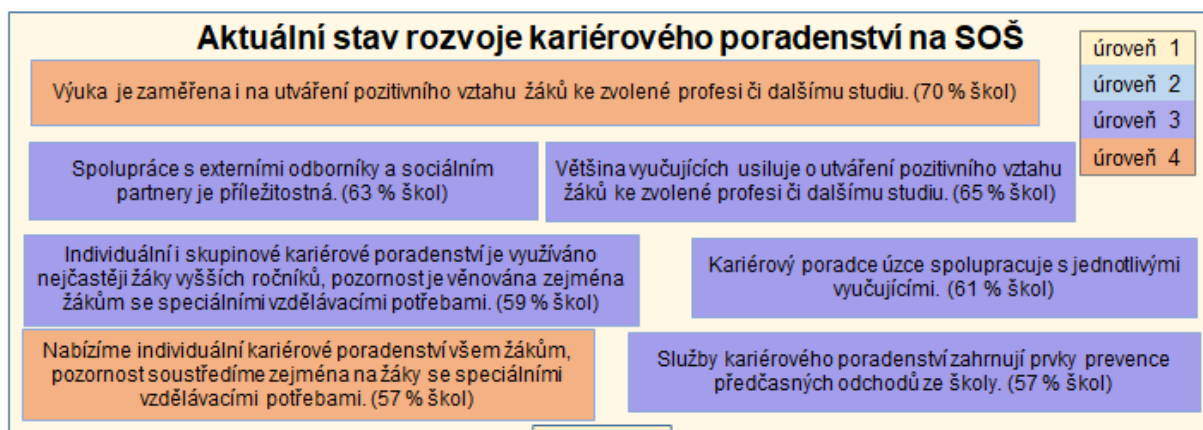 Aktuální stav rozvoje kariérového poradenství na SOŠ
úroveň 1
úroveň 2
úroveň 3
úroveň 4
Výuka je zaměřena i na utváření pozitivního vztahu žáků ke zvolené profesi či dalšímu studiu. (70 % škol)
Spolupráce s externími odborníky a sociálním
partnery je příležitostná. (63 % škol)
Většina vyučujících usiluje o utváření pozitivního vztahu
žáků ke zvolené profesi či dalšímu studiu. (65 % škol)
Individuální i skupinové kariérové poradenství je využíváno
nejčastěji žáky vyšších ročníků, pozornost je věnována zejména
žákům se speciálními vzdělávacími potřebami. (59 % škol)
Kariérový poradce úzce spolupracuje s jednotlivými
vyučujícími. (61 % škol)
Nabízíme individuální kariérové poradenství všem žákům,
pozornost soustředíme zejména na žáky se speciálními
vzdělávacími potřebami. (57 % škol)
Služby kariérového poradenství zahrnují prvky prevence
předčasných odchodů ze školy. (57 % škol)